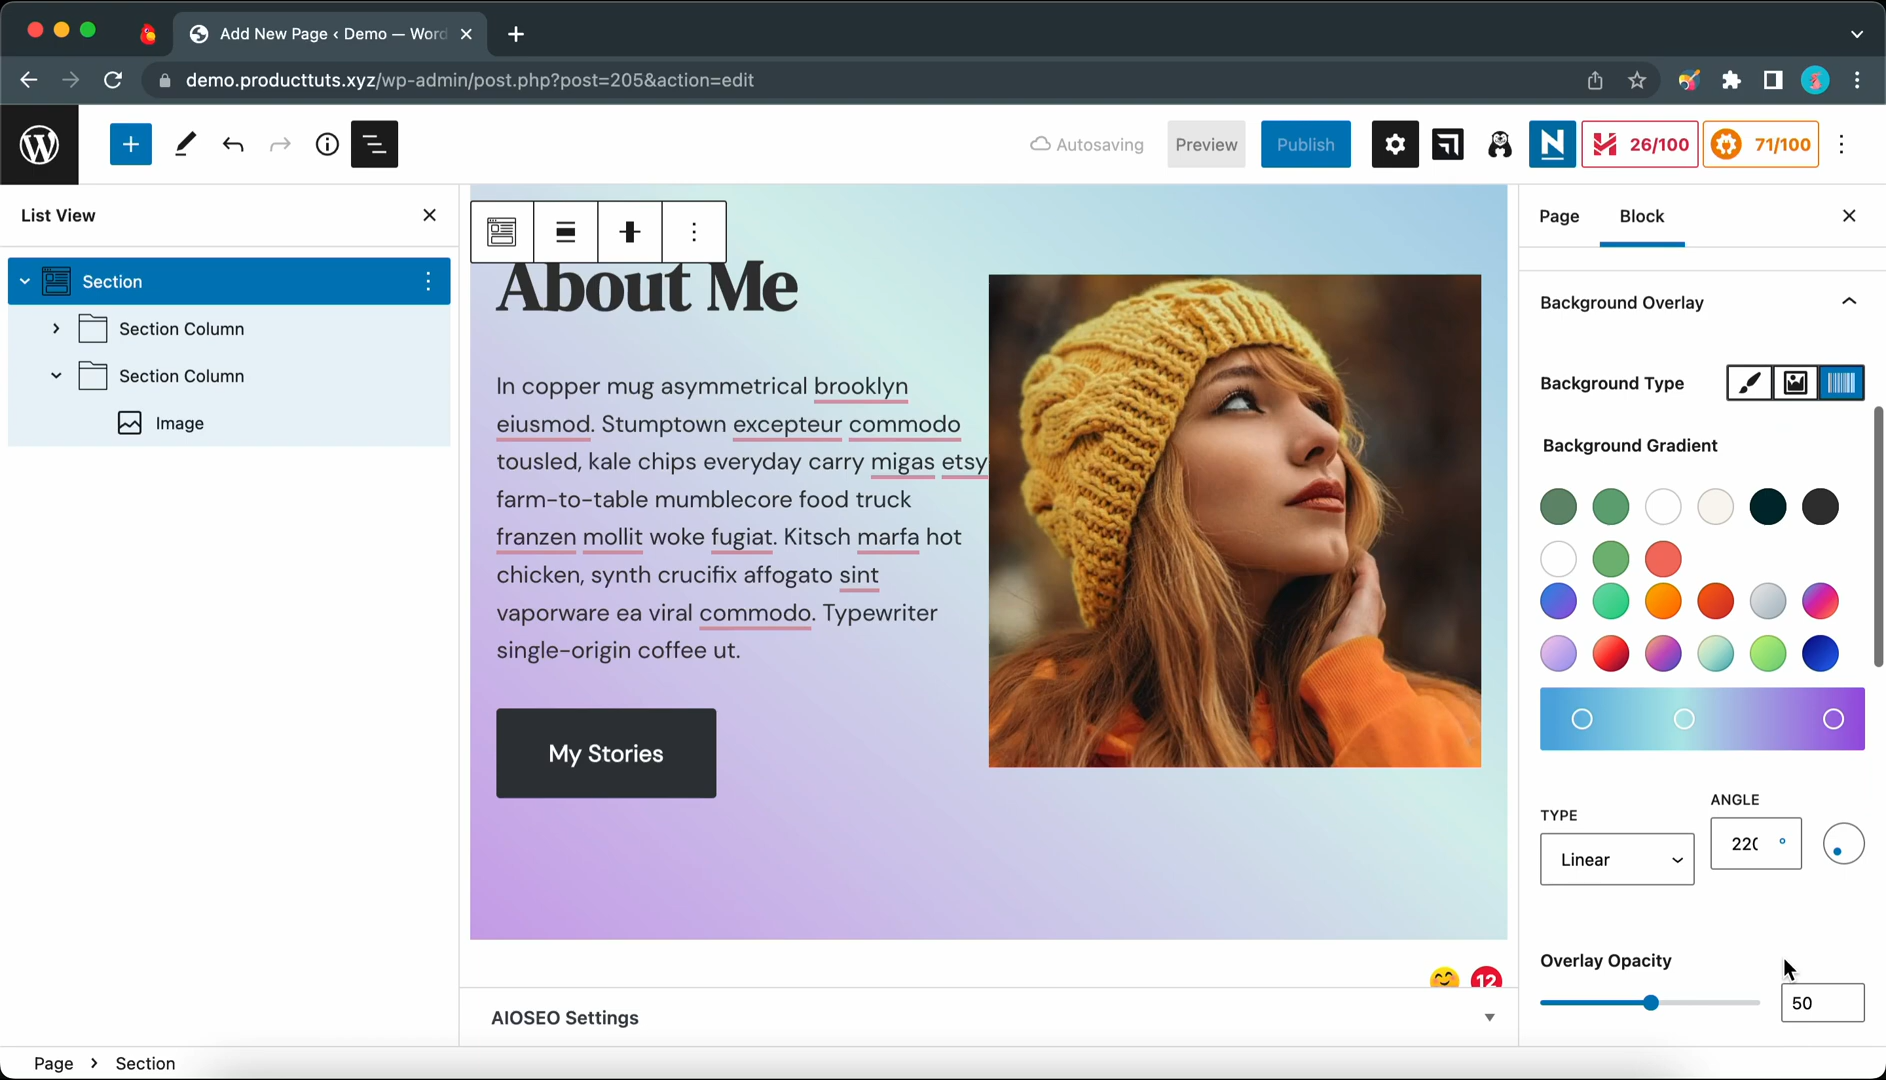 Add New Page ‹ Demo — Word
demo.producttuts.xyz/wp-admin/post.php?post=205&action=edit
Autosaving
Preview
Publish
26/100
71/100
List View
Section
Section Column
Section Column
Image
About Me
In copper mug asymmetrical brooklyn
eiusmod. Stumptown excepteur commodo
tousled, kale chips everyday carry migas etsy
farm-to-table mumblecore food truck
franzen mollit woke fugiat. Kitsch marfa hot
chicken, synth crucifix affogato sint
vaporware ea viral commodo. Typewriter
single-origin coffee ut.
My Stories
12
AIOSEO Settings
Page
Block
Background Overlay
Background Type
Background Gradient
TYPE
ANGLE
Linear
220 °
Overlay Opacity
50
Page > Section